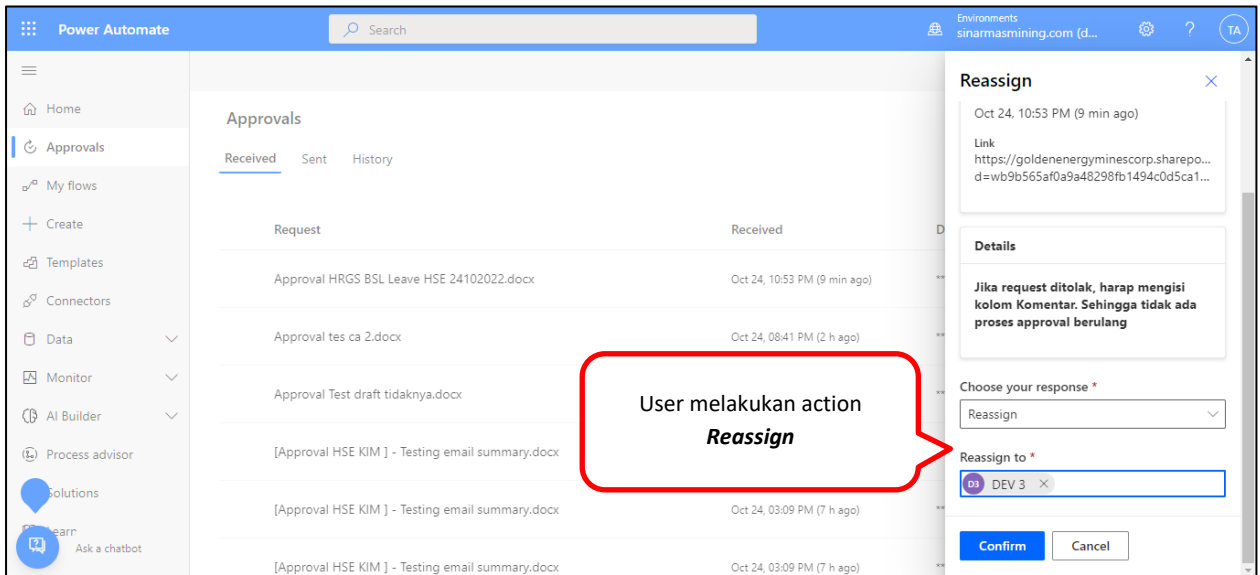 Power Automate
Search
Environments
sinarmasmining.com (d...
?
TA
Home
Approvals
My flows
Create
Templates
Connectors
Data
Monitor
AI Builder
Process advisor
Solutions
Learn
Ask a chatbot
Approvals
Received Sent History
Request Received D
Approval HRGS BSL Leave HSE 24102022.docx Oct 24, 10:53 PM (9 min ago) **
Approval tes ca 2.docx Oct 24, 08:41 PM (2 h ago) **
Approval Test draft tidaknya.docx **
[Approval HSE KIM ] - Testing email summary.docx
[Approval HSE KIM ] - Testing email summary.docx Oct 24, 03:09 PM (7 h ago) **
[Approval HSE KIM ] - Testing email summary.docx Oct 24, 03:09 PM (7 h ago) **
User melakukan action
Reassign
Reassign
Oct 24, 10:53 PM (9 min ago)
Link
https://goldenenergyminescorp.sharepo...
d=wb9b565af0a9a48298fb1494c0d5ca1...
Details
Jika request ditolak, harap mengisi
kolom Komentar. Sehingga tidak ada
proses approval berulang
Choose your response *
Reassign
Reassign to *
D3 DEV 3
Confirm Cancel